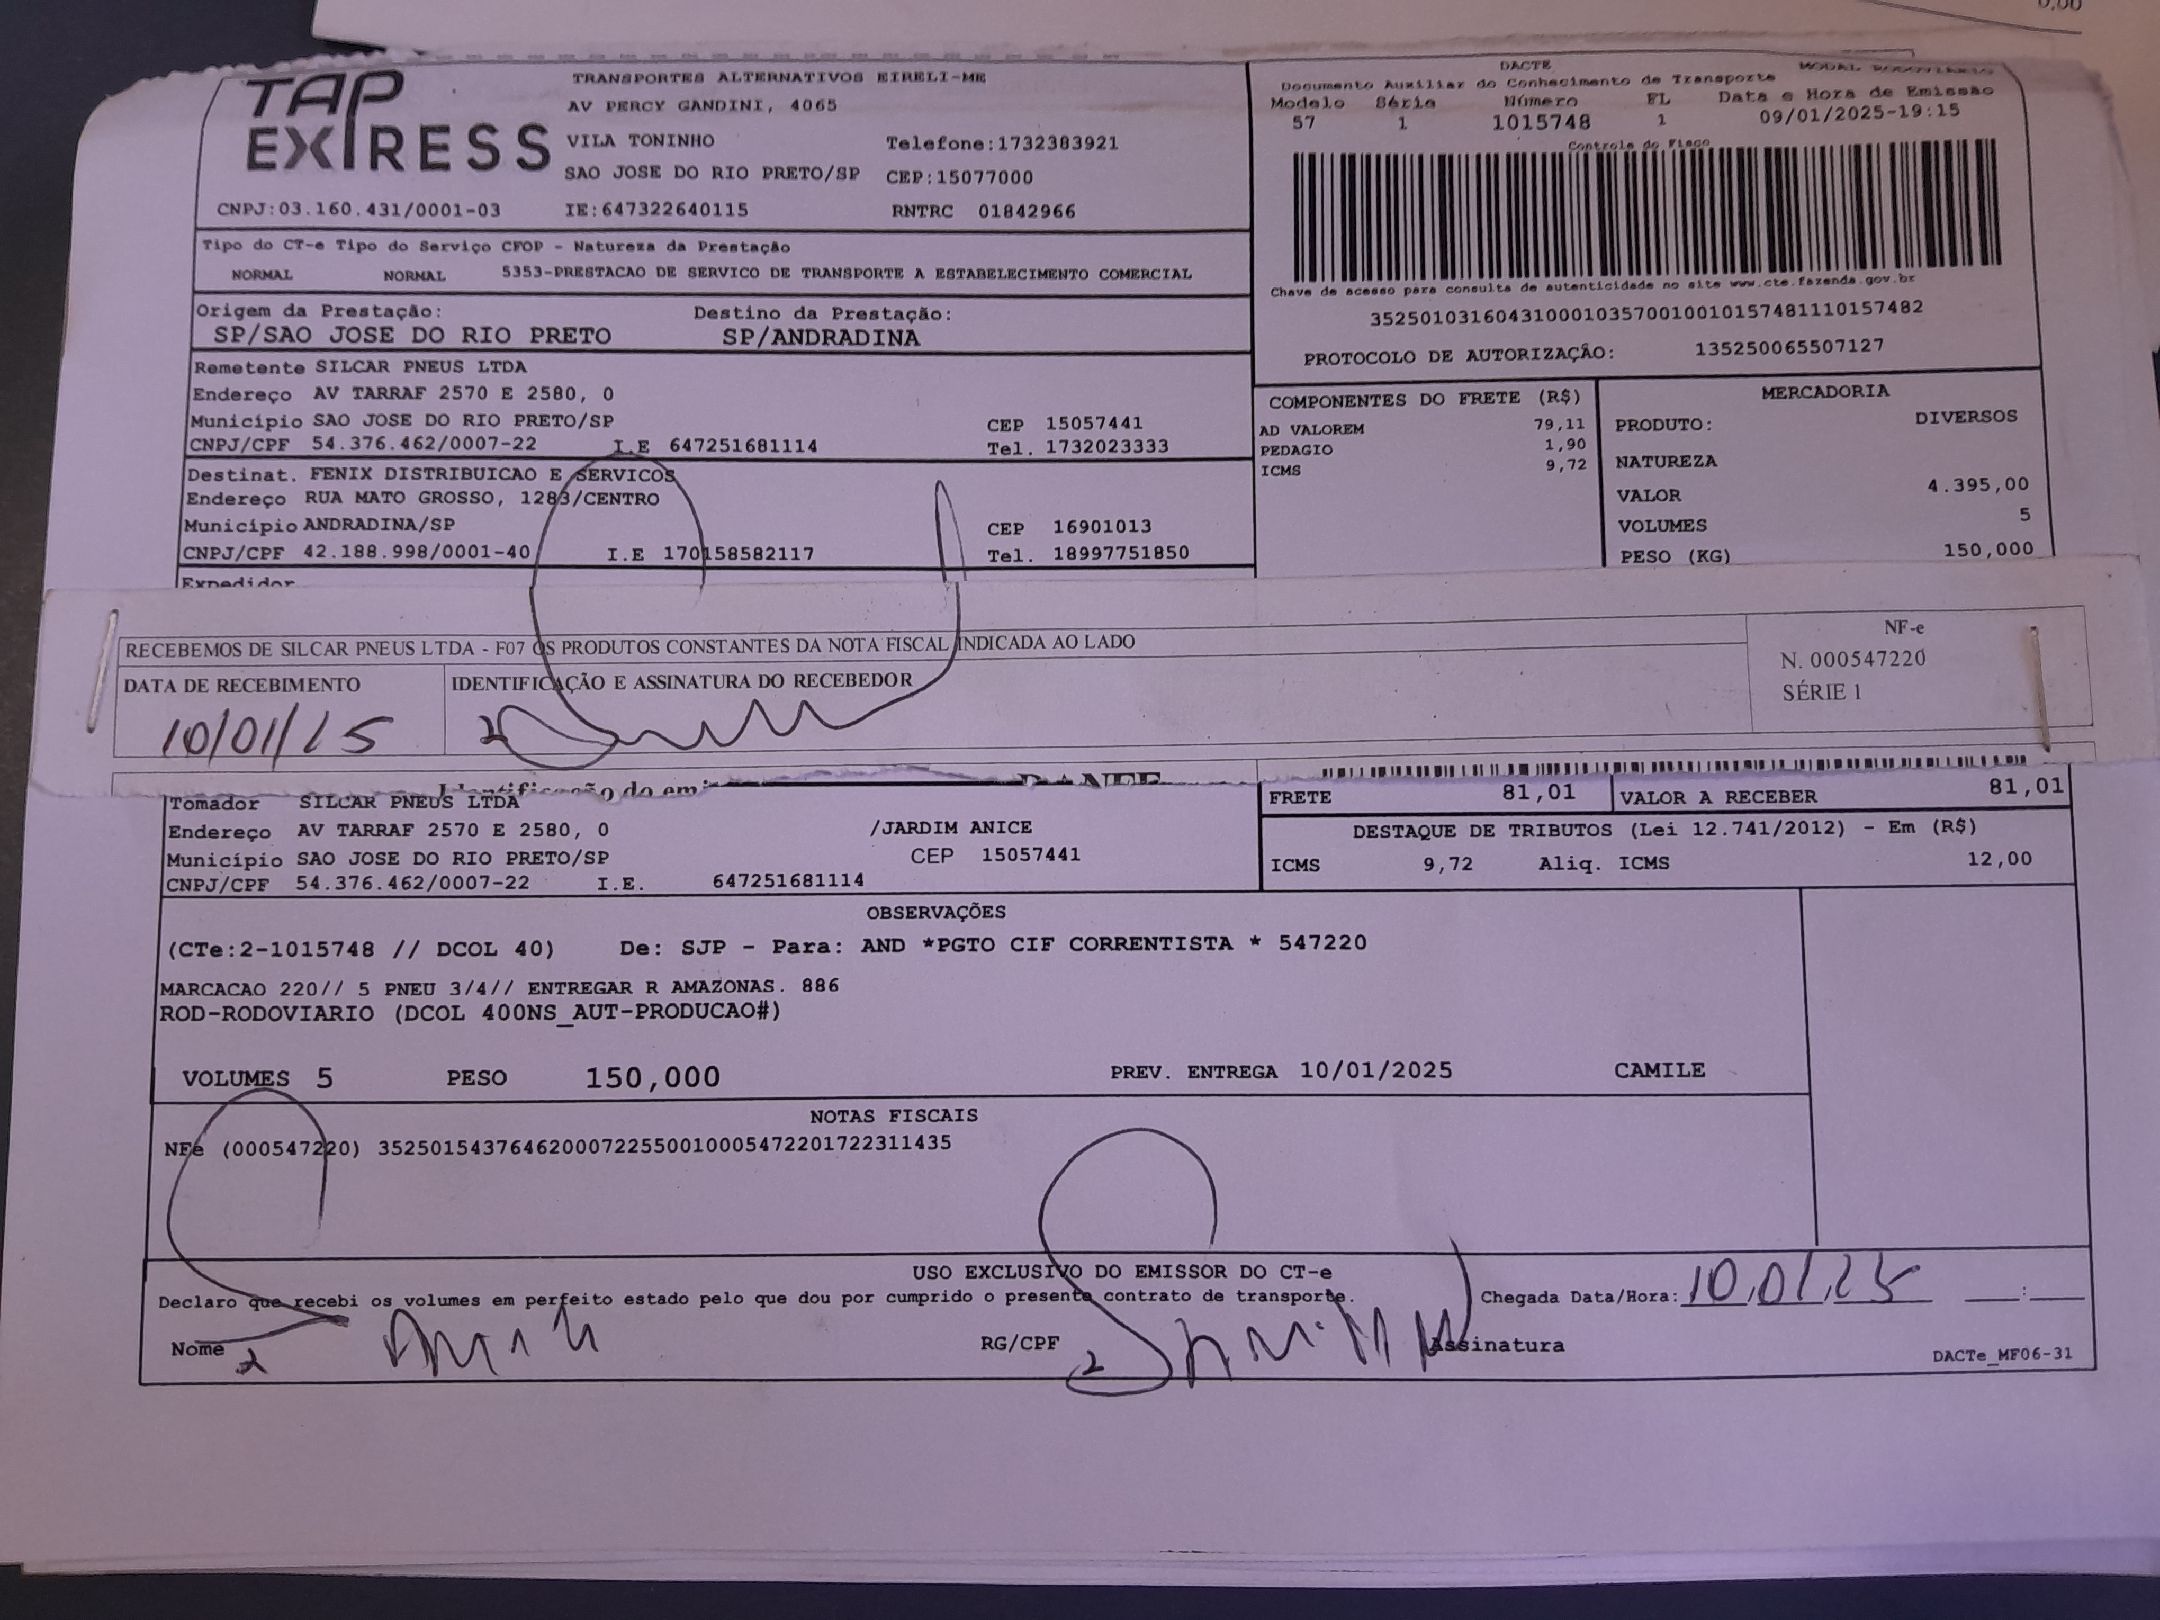 0,00
TAP EXPRESS
TRANSPORTES ALTERNATIVOS EIRELI-ME
AV PERCY GANDINI, 4065
VILA TONINHO Telefone:1732383921
SAO JOSE DO RIO PRETO/SP CEP:15077000
CNPJ:03.160.431/0001-03 IE:647322640115 RNTRC 01842966
DACTE MODAL RODOVIARIO
Documento Auxiliar do Conhecimento de Transporte
Modelo Série Número FL Data e Hora de Emissão
57 1 1015748 1 09/01/2025-19:15
Controle do Fisco
Chave de acesso para consulta de autenticidade no site www.cte.fazenda.gov.br
35250103160431000103570010010157481110157482
PROTOCOLO DE AUTORIZAÇÃO: 135250065507127
Tipo do CT-e Tipo do Serviço CFOP - Natureza da Prestação
NORMAL NORMAL 5353-PRESTACAO DE SERVICO DE TRANSPORTE A ESTABELECIMENTO COMERCIAL
Origem da Prestação: Destino da Prestação:
SP/SAO JOSE DO RIO PRETO SP/ANDRADINA
Remetente SILCAR PNEUS LTDA
Endereço AV TARRAF 2570 E 2580, 0
Município SAO JOSE DO RIO PRETO/SP CEP 15057441
CNPJ/CPF 54.376.462/0007-22 I.E 647251681114 Tel. 1732023333
Destinat. FENIX DISTRIBUICAO E SERVICOS
Endereço RUA MATO GROSSO, 1283/CENTRO
Município ANDRADINA/SP CEP 16901013
CNPJ/CPF 42.188.998/0001-40 I.E 170158582117 Tel. 18997751850
Expedidor
COMPONENTES DO FRETE (R$)
AD VALOREM 79,11
PEDAGIO 1,90
ICMS 9,72
MERCADORIA
PRODUTO: DIVERSOS
NATUREZA
VALOR 4.395,00
VOLUMES 5
PESO (KG) 150,000
RECEBEMOS DE SILCAR PNEUS LTDA - F07 OS PRODUTOS CONSTANTES DA NOTA FISCAL INDICADA AO LADO
DATA DE RECEBIMENTO IDENTIFICAÇÃO E ASSINATURA DO RECEBEDOR
10/01/25
NF-e
N. 000547220
SÉRIE 1
Identificação do emi DANFE
Tomador SILCAR PNEUS LTDA
Endereço AV TARRAF 2570 E 2580, 0 /JARDIM ANICE
Município SAO JOSE DO RIO PRETO/SP CEP 15057441
CNPJ/CPF 54.376.462/0007-22 I.E. 647251681114
FRETE 81,01 VALOR A RECEBER 81,01
DESTAQUE DE TRIBUTOS (Lei 12.741/2012) - Em (R$)
ICMS 9,72 Aliq. ICMS 12,00
OBSERVAÇÕES
(CTe:2-1015748 // DCOL 40) De: SJP - Para: AND *PGTO CIF CORRENTISTA * 547220
MARCACAO 220// 5 PNEU 3/4// ENTREGAR R AMAZONAS. 886
ROD-RODOVIARIO (DCOL 400NS_AUT-PRODUCAO#)
VOLUMES 5 PESO 150,000 PREV. ENTREGA 10/01/2025 CAMILE
NOTAS FISCAIS
NFe (000547220) 35250154376462000722550010005472201722311435
USO EXCLUSIVO DO EMISSOR DO CT-e
Declaro que recebi os volumes em perfeito estado pelo que dou por cumprido o presente contrato de transporte. Chegada Data/Hora: 10/01/25 __:__
Nome RG/CPF Assinatura
DACTe_MF06-31